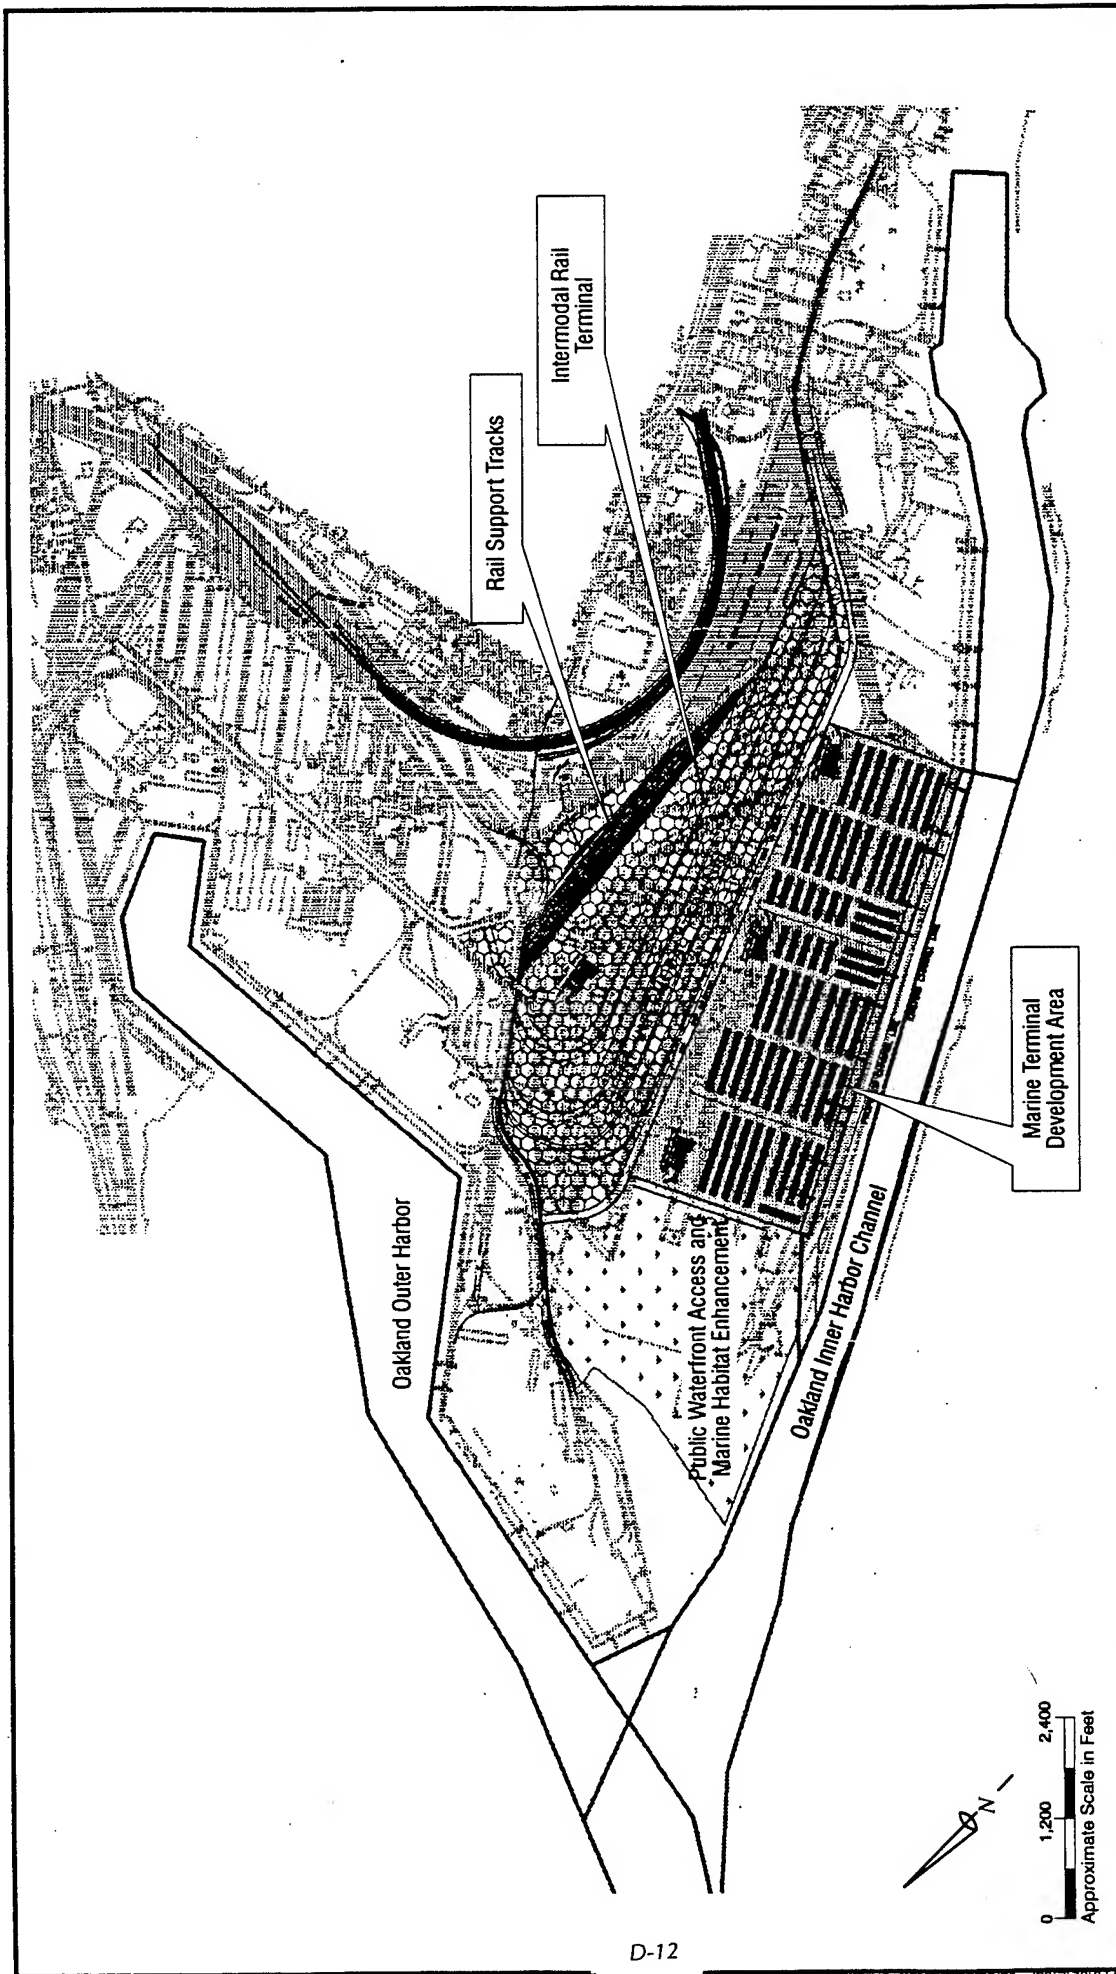 Rail Support Tracks
Intermodal Rail
Terminal
Oakland Outer Harbor
Public Waterfront Access and
Marine Habitat Enhancement
Oakland Inner Harbor Channel
Marine Terminal
Development Area
N
0 1,200 2,400
Approximate Scale in Feet
D-12